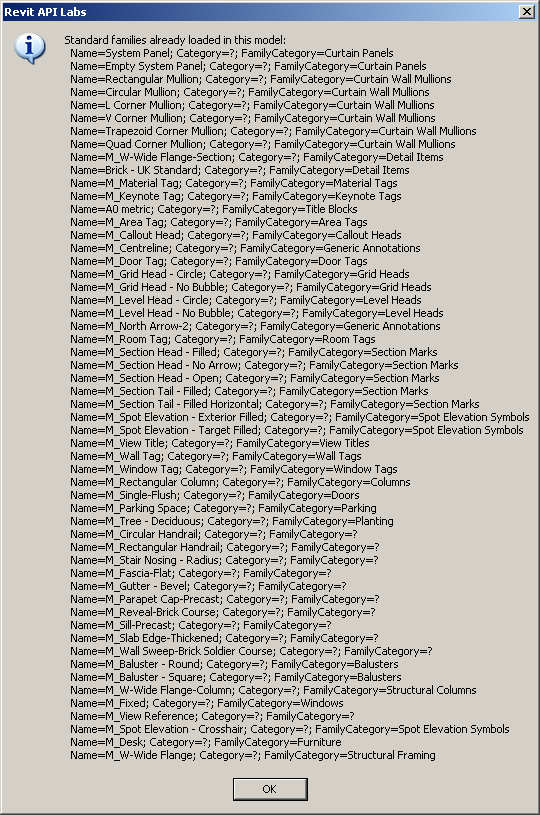 Revit API Labs
Standard families already loaded in this model:
Name=System Panel; Category=?; FamilyCategory=Curtain Panels
Name=Empty System Panel; Category=?; FamilyCategory=Curtain Panels
Name=Rectangular Mullion; Category=?; FamilyCategory=Curtain Wall Mullions
Name=Circular Mullion; Category=?; FamilyCategory=Curtain Wall Mullions
Name=L Corner Mullion; Category=?; FamilyCategory=Curtain Wall Mullions
Name=V Corner Mullion; Category=?; FamilyCategory=Curtain Wall Mullions
Name=Trapezoid Corner Mullion; Category=?; FamilyCategory=Curtain Wall Mullions
Name=Quad Corner Mullion; Category=?; FamilyCategory=Curtain Wall Mullions
Name=M_W-Wide Flange-Section; Category=?; FamilyCategory=Detail Items
Name=Brick - UK Standard; Category=?; FamilyCategory=Detail Items
Name=M_Material Tag; Category=?; FamilyCategory=Material Tags
Name=M_Keynote Tag; Category=?; FamilyCategory=Keynote Tags
Name=A0 metric; Category=?; FamilyCategory=Title Blocks
Name=M_Area Tag; Category=?; FamilyCategory=Area Tags
Name=M_Callout Head; Category=?; FamilyCategory=Callout Heads
Name=M_Centreline; Category=?; FamilyCategory=Generic Annotations
Name=M_Door Tag; Category=?; FamilyCategory=Door Tags
Name=M_Grid Head - Circle; Category=?; FamilyCategory=Grid Heads
Name=M_Grid Head - No Bubble; Category=?; FamilyCategory=Grid Heads
Name=M_Level Head - Circle; Category=?; FamilyCategory=Level Heads
Name=M_Level Head - No Bubble; Category=?; FamilyCategory=Level Heads
Name=M_North Arrow-2; Category=?; FamilyCategory=Generic Annotations
Name=M_Room Tag; Category=?; FamilyCategory=Room Tags
Name=M_Section Head - Filled; Category=?; FamilyCategory=Section Marks
Name=M_Section Head - No Arrow; Category=?; FamilyCategory=Section Marks
Name=M_Section Head - Open; Category=?; FamilyCategory=Section Marks
Name=M_Section Tail - Filled; Category=?; FamilyCategory=Section Marks
Name=M_Section Tail - Filled Horizontal; Category=?; FamilyCategory=Section Marks
Name=M_Spot Elevation - Exterior Filled; Category=?; FamilyCategory=Spot Elevation Symbols
Name=M_Spot Elevation - Target Filled; Category=?; FamilyCategory=Spot Elevation Symbols
Name=M_View Title; Category=?; FamilyCategory=View Titles
Name=M_Wall Tag; Category=?; FamilyCategory=Wall Tags
Name=M_Window Tag; Category=?; FamilyCategory=Window Tags
Name=M_Rectangular Column; Category=?; FamilyCategory=Columns
Name=M_Single-Flush; Category=?; FamilyCategory=Doors
Name=M_Parking Space; Category=?; FamilyCategory=Parking
Name=M_Tree - Deciduous; Category=?; FamilyCategory=Planting
Name=M_Circular Handrail; Category=?; FamilyCategory=?
Name=M_Rectangular Handrail; Category=?; FamilyCategory=?
Name=M_Stair Nosing - Radius; Category=?; FamilyCategory=?
Name=M_Fascia-Flat; Category=?; FamilyCategory=?
Name=M_Gutter - Bevel; Category=?; FamilyCategory=?
Name=M_Parapet Cap-Precast; Category=?; FamilyCategory=?
Name=M_Reveal-Brick Course; Category=?; FamilyCategory=?
Name=M_Sill-Precast; Category=?; FamilyCategory=?
Name=M_Slab Edge-Thickened; Category=?; FamilyCategory=?
Name=M_Wall Sweep-Brick Soldier Course; Category=?; FamilyCategory=?
Name=M_Baluster - Round; Category=?; FamilyCategory=Balusters
Name=M_Baluster - Square; Category=?; FamilyCategory=Balusters
Name=M_W-Wide Flange-Column; Category=?; FamilyCategory=Structural Columns
Name=M_Fixed; Category=?; FamilyCategory=Windows
Name=M_View Reference; Category=?; FamilyCategory=?
Name=M_Spot Elevation - Crosshair; Category=?; FamilyCategory=Spot Elevation Symbols
Name=M_Desk; Category=?; FamilyCategory=Furniture
Name=M_W-Wide Flange; Category=?; FamilyCategory=Structural Framing
OK